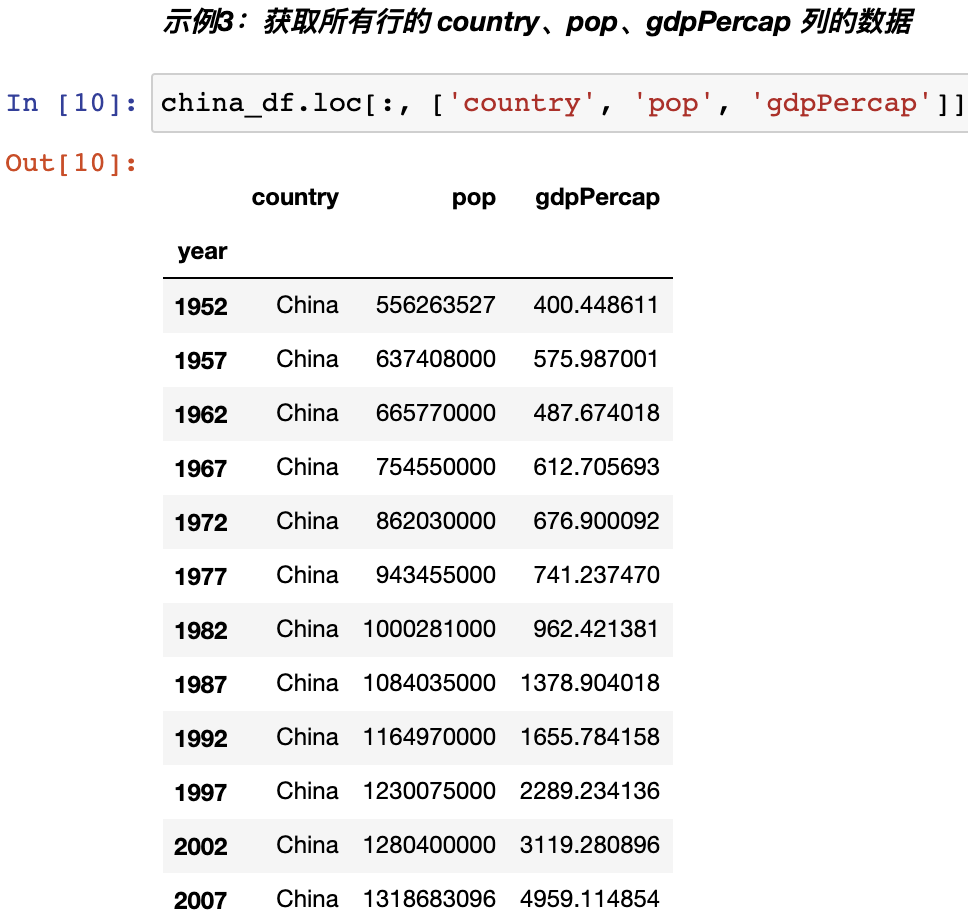 示例3：获取所有行的 country、pop、gdpPercap 列的数据
In [10]: china_df.loc[:, ['country', 'pop', 'gdpPercap']]
Out[10]:
country pop gdpPercap
year
1952 China 556263527 400.448611
1957 China 637408000 575.987001
1962 China 665770000 487.674018
1967 China 754550000 612.705693
1972 China 862030000 676.900092
1977 China 943455000 741.237470
1982 China 1000281000 962.421381
1987 China 1084035000 1378.904018
1992 China 1164970000 1655.784158
1997 China 1230075000 2289.234136
2002 China 1280400000 3119.280896
2007 China 1318683096 4959.114854